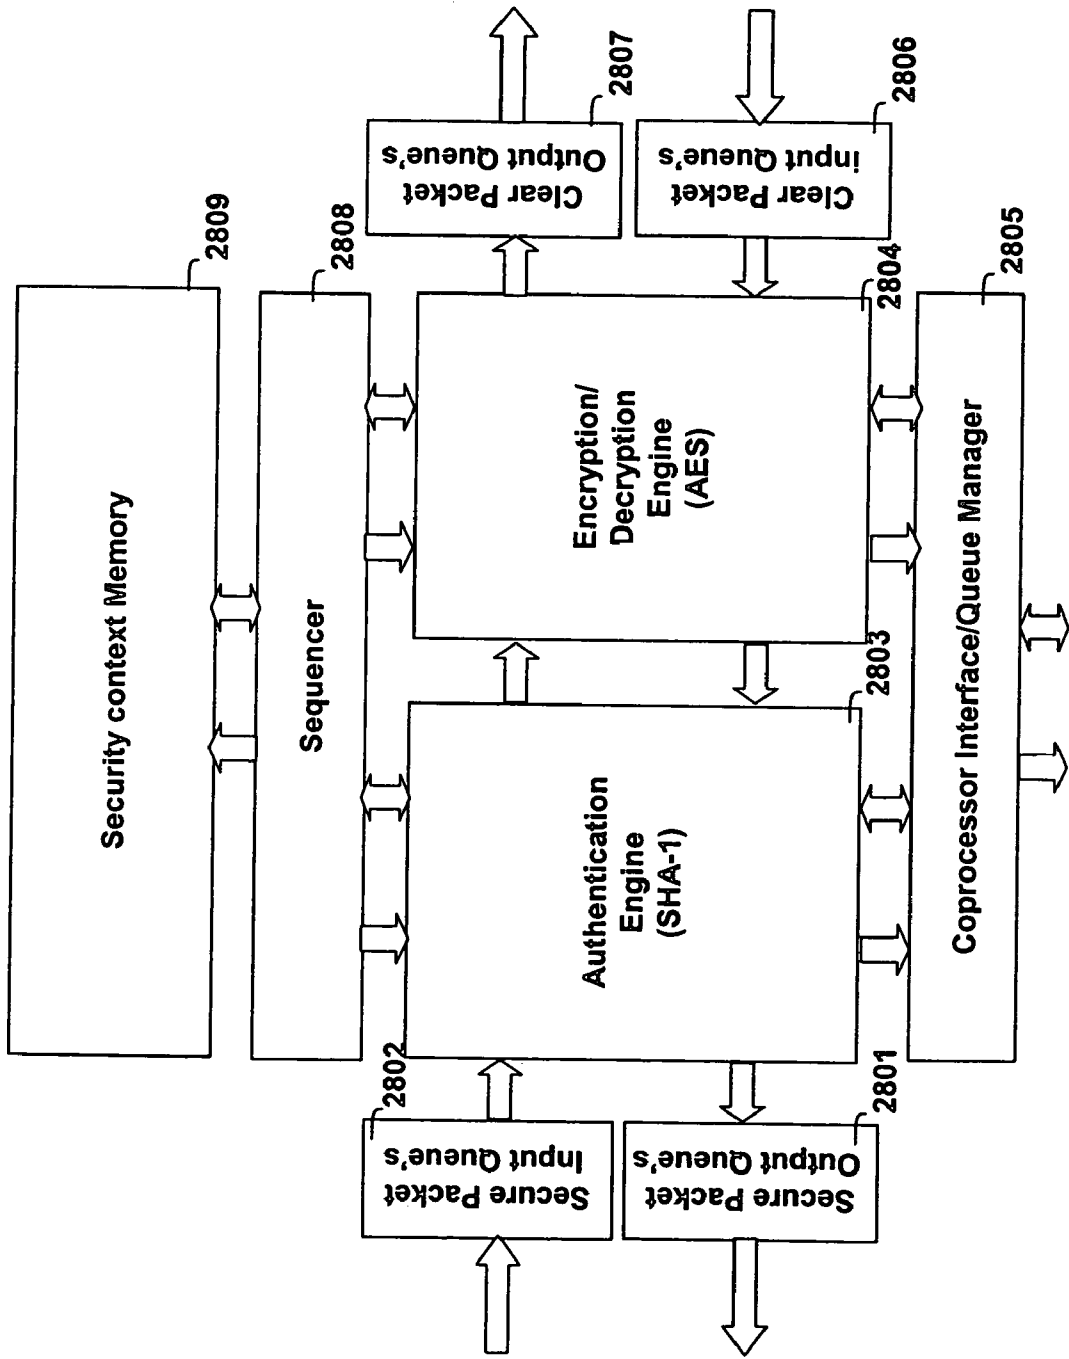 Security context Memory
2809
Sequencer
2808
Clear Packet
Output Queue's
2807
Clear Packet
input Queue's
2806
Encryption/
Decryption
Engine
(AES)
2804
Authentication
Engine
(SHA-1)
2803
Secure Packet
Input Queue's
2802
Secure Packet
Output Queue's
2801
Coprocessor Interface/Queue Manager
2805